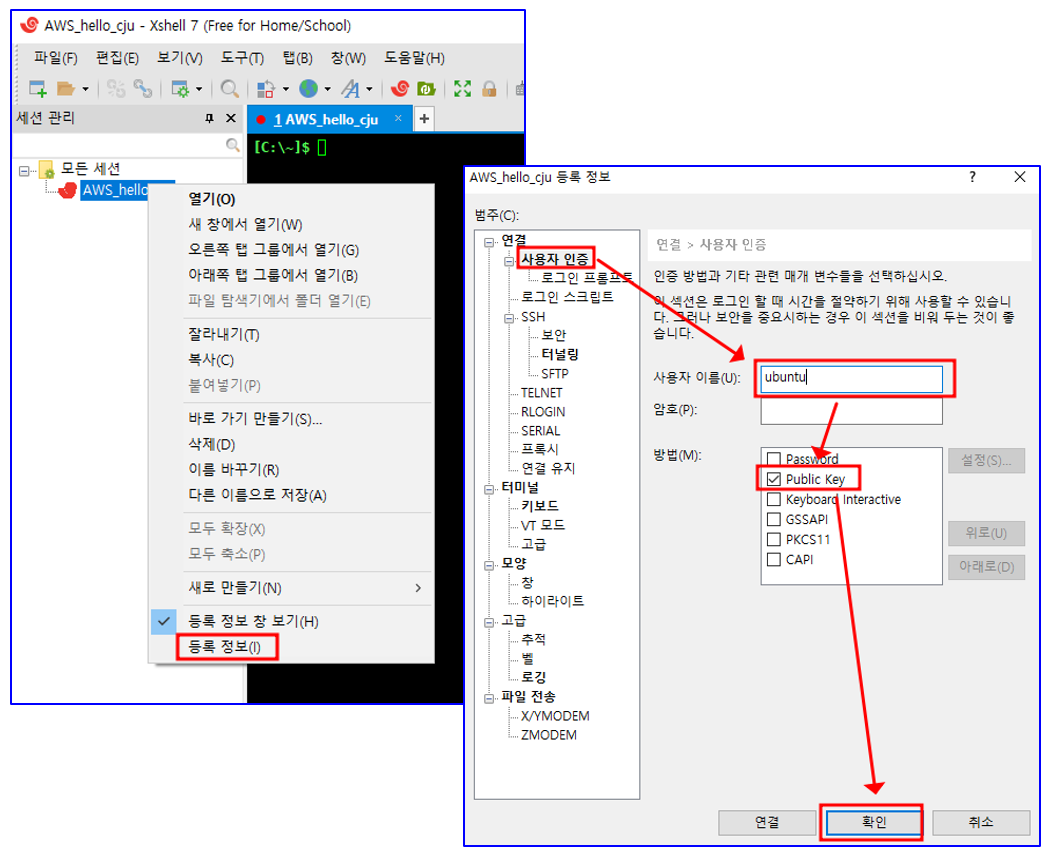 AWS_hello_cju - Xshell 7 (Free for Home/School)
파일(F) 편집(E) 보기(V) 도구(T) 탭(B) 창(W) 도움말(H)
세션 관리
1 AWS_hello_cju
[C:\~]$
모든 세션
AWS_hello
열기(O)
새 창에서 열기(W)
오른쪽 탭 그룹에서 열기(G)
아래쪽 탭 그룹에서 열기(B)
파일 탐색기에서 폴더 열기(E)
잘라내기(T)
복사(C)
붙여넣기(P)
바로 가기 만들기(S)...
삭제(D)
이름 바꾸기(R)
다른 이름으로 저장(A)
모두 확장(X)
모두 축소(P)
새로 만들기(N)
등록 정보 창 보기(H)
등록 정보(I)
AWS_hello_cju 등록 정보
범주(C):
연결
사용자 인증
로그인 프롬프트
로그인 스크립트
SSH
보안
터널링
SFTP
TELNET
RLOGIN
SERIAL
프록시
연결 유지
터미널
키보드
VT 모드
고급
모양
창
하이라이트
고급
추적
벨
로깅
파일 전송
X/YMODEM
ZMODEM
연결 > 사용자 인증
인증 방법과 기타 관련 매개 변수들을 선택하십시오.
이 섹션은 로그인 할 때 시간을 절약하기 위해 사용할 수 있습니
다. 그러나 보안을 중요시하는 경우 이 섹션을 비워 두는 것이 좋
습니다.
사용자 이름(U): ubuntu
암호(P):
방법(M):
Password
Public Key
Keyboard Interactive
GSSAPI
PKCS11
CAPI
설정(S)...
위로(U)
아래로(D)
연결 확인 취소